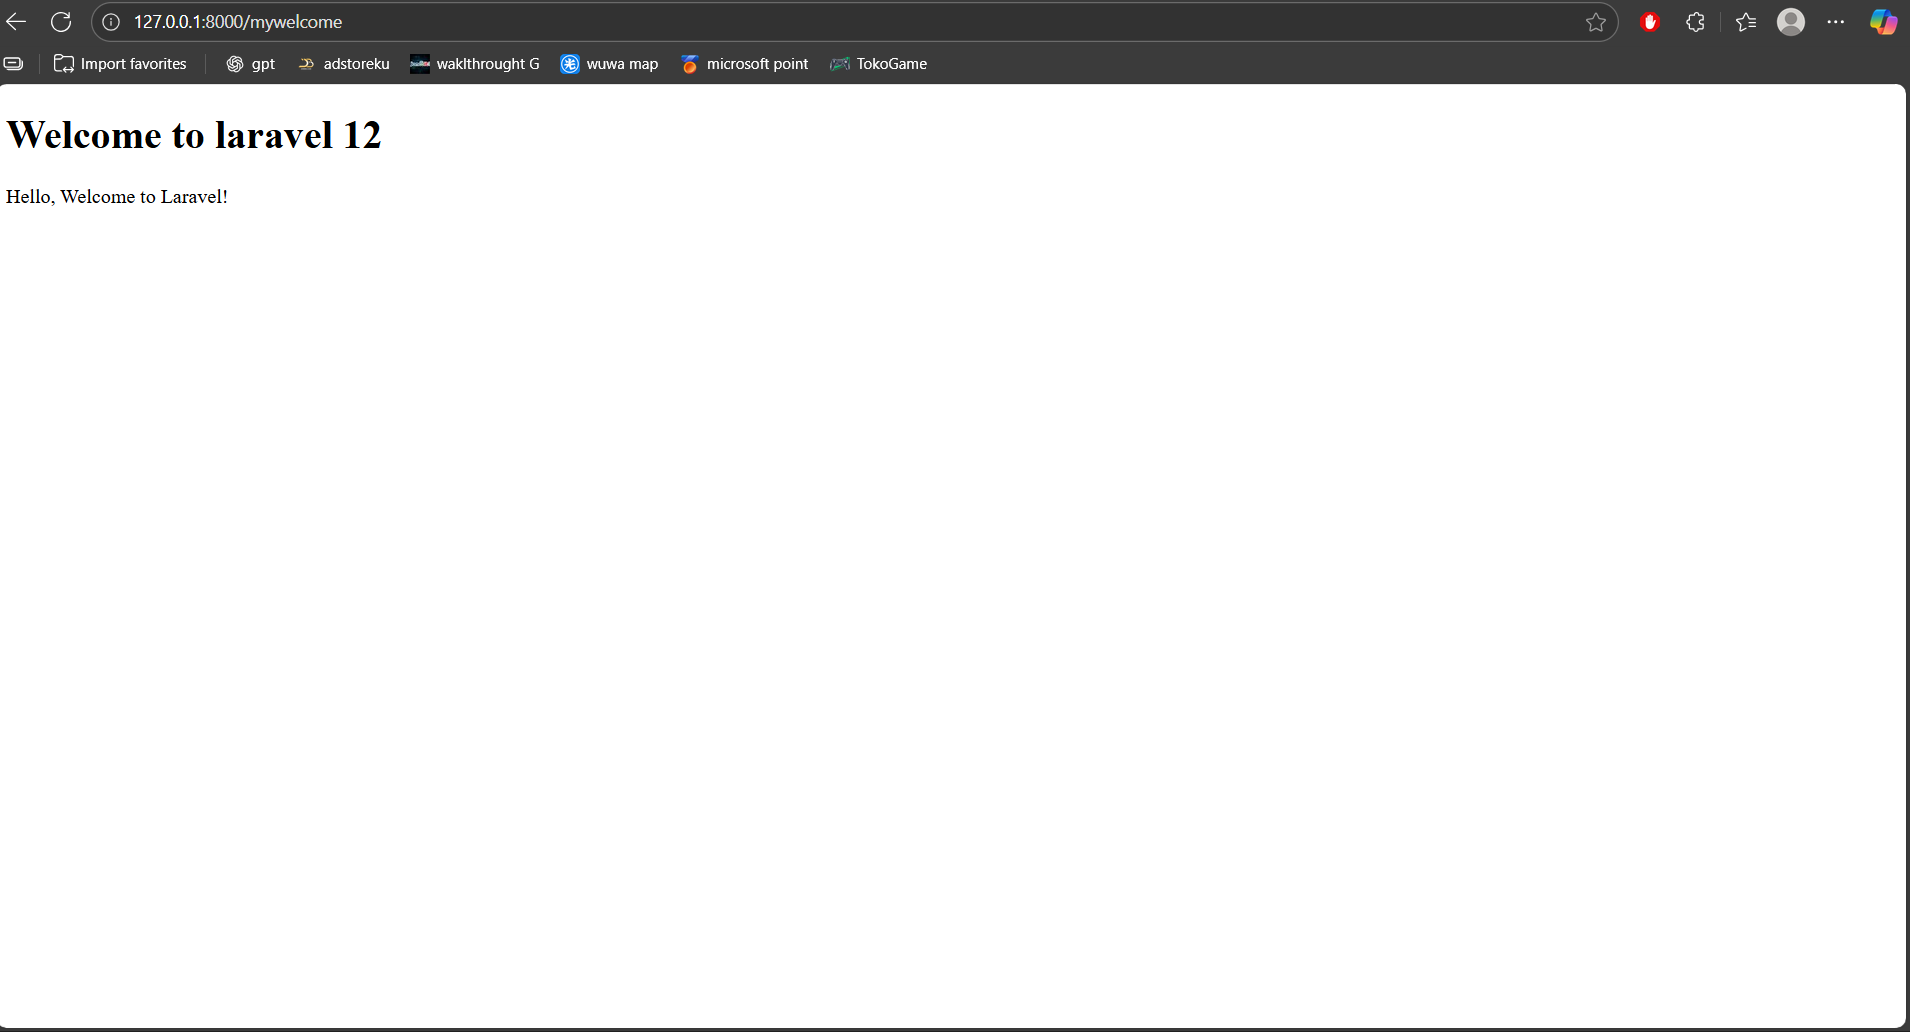 127.0.0.1:8000/mywelcome
Import favorites gpt adstoreku waklthrought G wuwa map microsoft point TokoGame
Welcome to laravel 12
Hello, Welcome to Laravel!